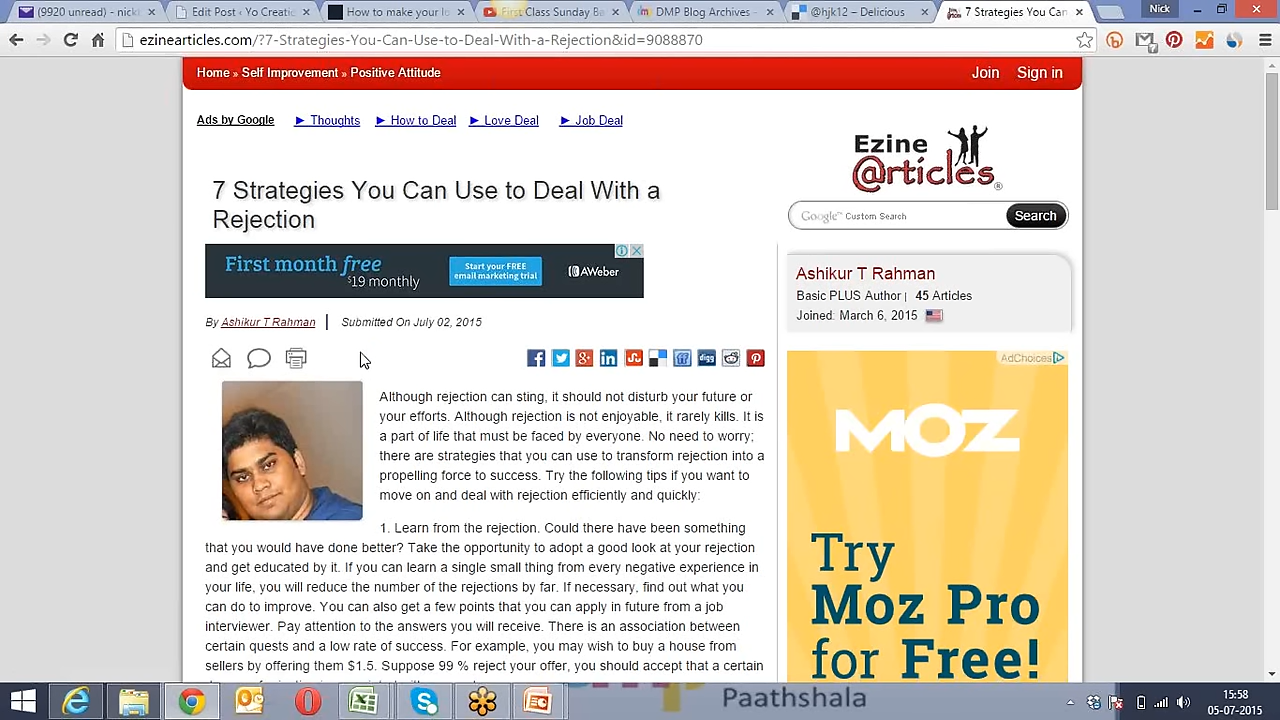 (9920 unread) - nickl
Edit Post ‹ Yo Creatio
How to make your lo
First Class Sunday Ba
DMP Blog Archives –
@hjk12 – Delicious
7 Strategies You Can
Nick
ezinearticles.com/?7-Strategies-You-Can-Use-to-Deal-With-a-Rejection&id=9088870
Home » Self Improvement » Positive Attitude
Join Sign in
Ads by Google ► Thoughts ► How to Deal ► Love Deal ► Job Deal
Ezine
@rticles®
7 Strategies You Can Use to Deal With a
Rejection
Google™ Custom Search
Search
First month free
$19 monthly
Start your FREE
email marketing trial
AWeber
Ashikur T Rahman
Basic PLUS Author | 45 Articles
Joined: March 6, 2015
By Ashikur T Rahman | Submitted On July 02, 2015
AdChoices
Although rejection can sting, it should not disturb your future or
your efforts. Although rejection is not enjoyable, it rarely kills. It is
a part of life that must be faced by everyone. No need to worry;
there are strategies that you can use to transform rejection into a
propelling force to success. Try the following tips if you want to
move on and deal with rejection efficiently and quickly:
1. Learn from the rejection. Could there have been something
that you would have done better? Take the opportunity to adopt a good look at your rejection
and get educated by it. If you can learn a single small thing from every negative experience in
your life, you will reduce the number of the rejections by far. If necessary, find out what you
can do to improve. You can also get a few points that you can apply in future from a job
interviewer. Pay attention to the answers you will receive. There is an association between
certain quests and a low rate of success. For example, you may wish to buy a house from
sellers by offering them $1.5. Suppose 99 % reject your offer, you should accept that a certain
MOZ
Try
Moz Pro
for Free!
Paathshala
15:58
05-07-2015